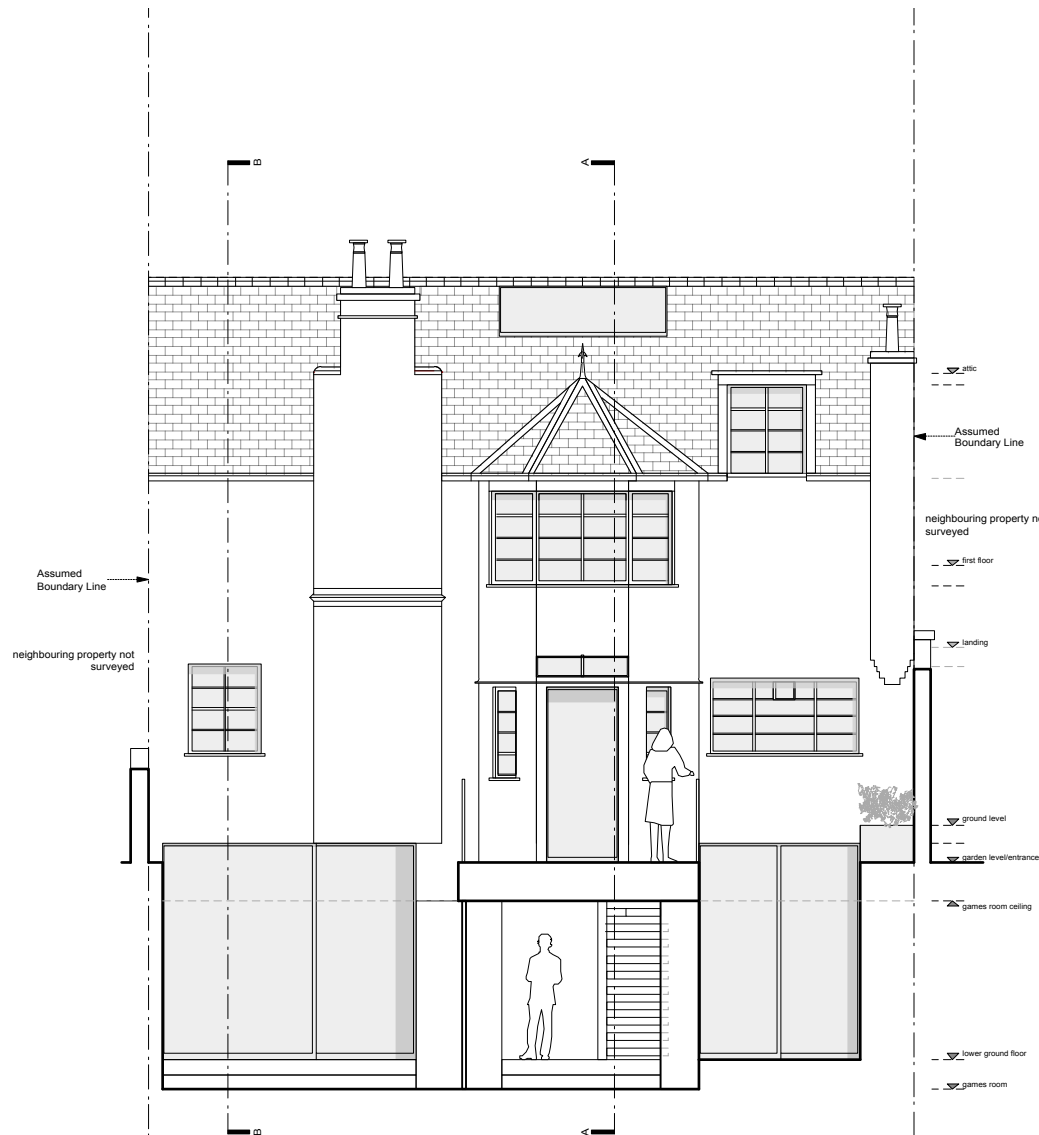 B
A
attic
Assumed
Boundary Line
neighbouring property
surveyed
first floor
Assumed
Boundary Line
landing
neighbouring property not
surveyed
ground level
garden level/entrance
games room ceiling
lower ground floor
games room
B
A